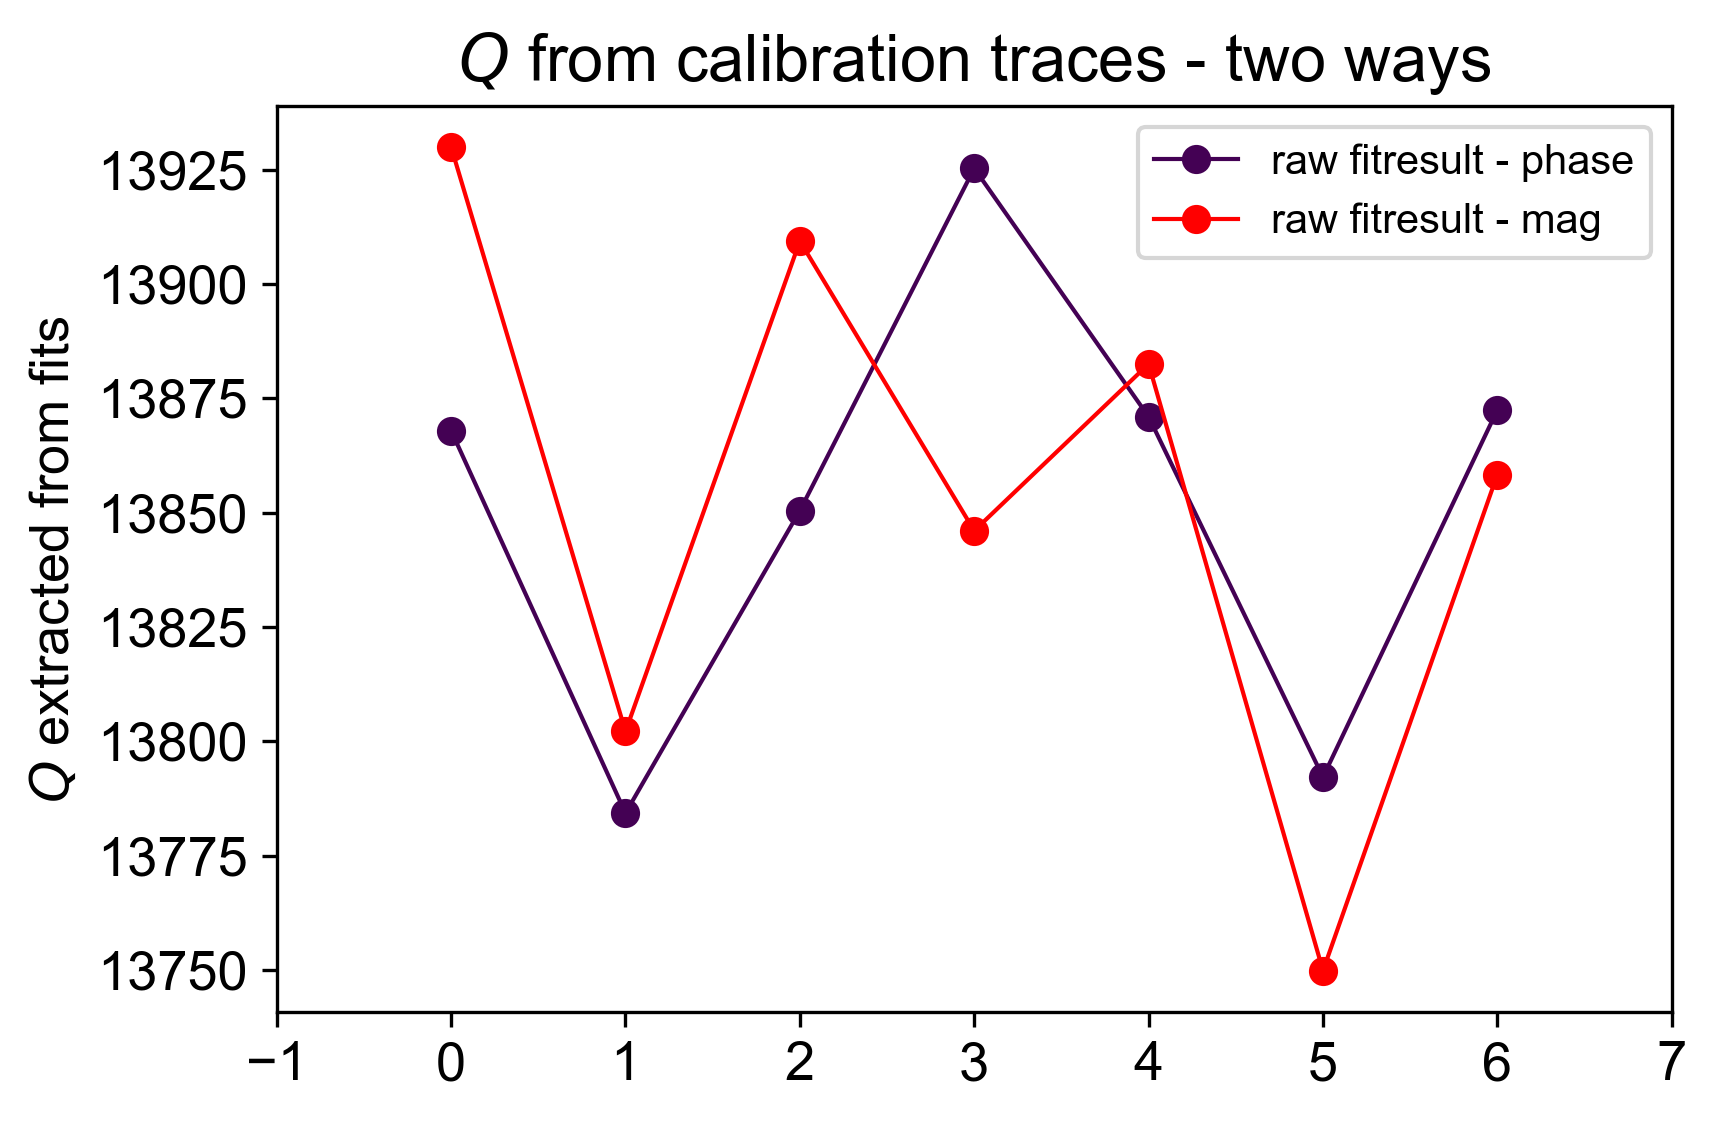 Q from calibration traces - two ways
raw fitresult - phase
raw fitresult - mag
Q extracted from fits
13925
13900
13875
13850
13825
13800
13775
13750
−1 0 1 2 3 4 5 6 7